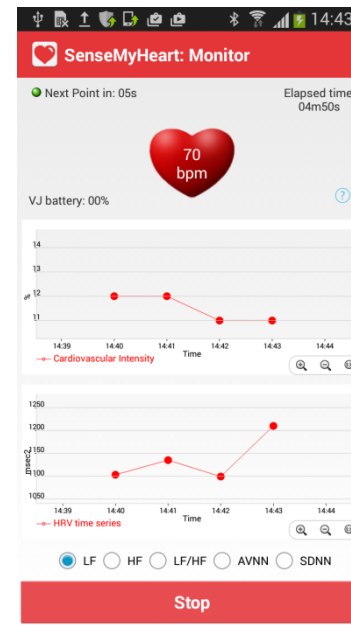 14:43
SenseMyHeart: Monitor
Next Point in: 05s
Elapsed time
04m50s
70
bpm
VJ battery: 00%
?
14
13
12
11
%
14:39 14:40 14:41 14:42 14:43 14:44
Time
Cardiovascular Intensity
1250
1200
1150
1100
1050
msec2
14:39 14:40 14:41 14:42 14:43 14:44
Time
HRV time series
LF HF LF/HF AVNN SDNN
Stop